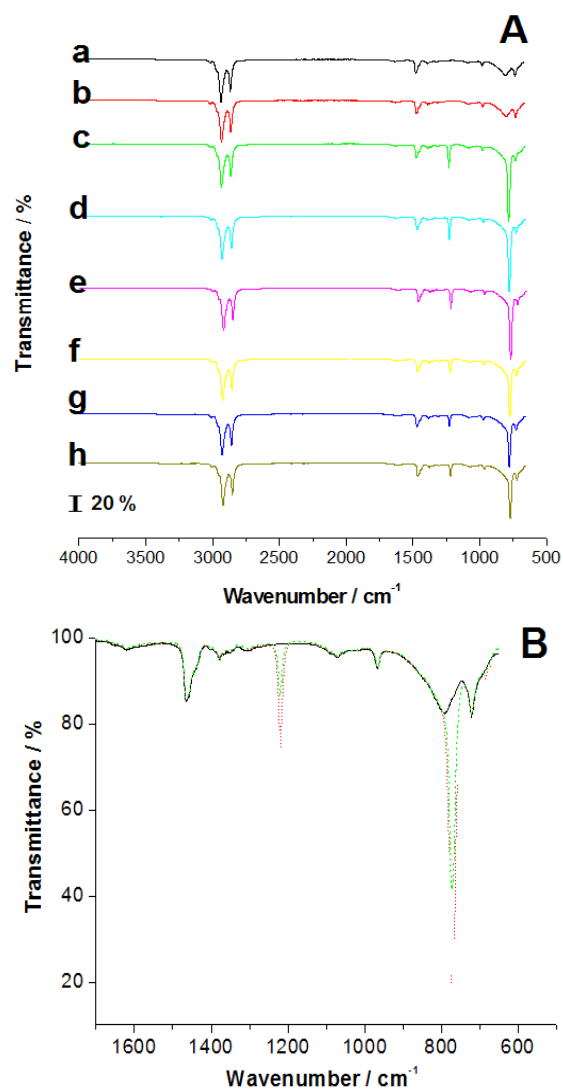 A
a
b
c
d
e
f
g
h
Transmittance / %
I 20 %
4000 3500 3000 2500 2000 1500 1000 500
Wavenumber / cm-1
B
100
80
60
40
20
Transmittance / %
1600 1400 1200 1000 800 600
Wavenumber / cm-1